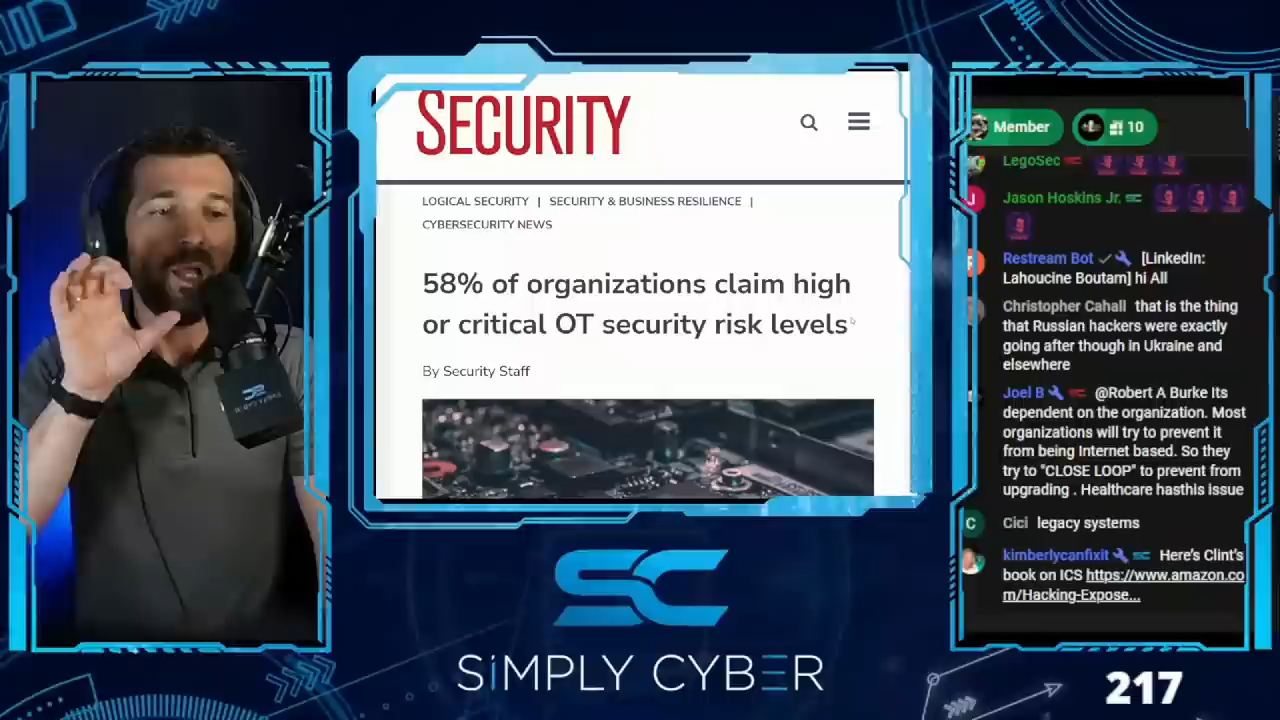 SECURITY
LOGICAL SECURITY | SECURITY & BUSINESS RESILIENCE |
CYBERSECURITY NEWS
58% of organizations claim high
or critical OT security risk levels
By Security Staff
SC
SIMPLY CYBER
Member
10
LegoSec
Jason Hoskins Jr.
Restream Bot [LinkedIn:
Lahoucine Boutam] hi All
Christopher Cahall that is the thing
that Russian hackers were exactly
going after though in Ukraine and
elsewhere
Joel B @Robert A Burke Its
dependent on the organization. Most
organizations will try to prevent it
from being Internet based. So they
try to "CLOSE LOOP" to prevent from
upgrading . Healthcare hasthis issue
C Cici legacy systems
kimberlycanfixit Here's Clint's
book on ICS https://www.amazon.co
m/Hacking-Expose...
217